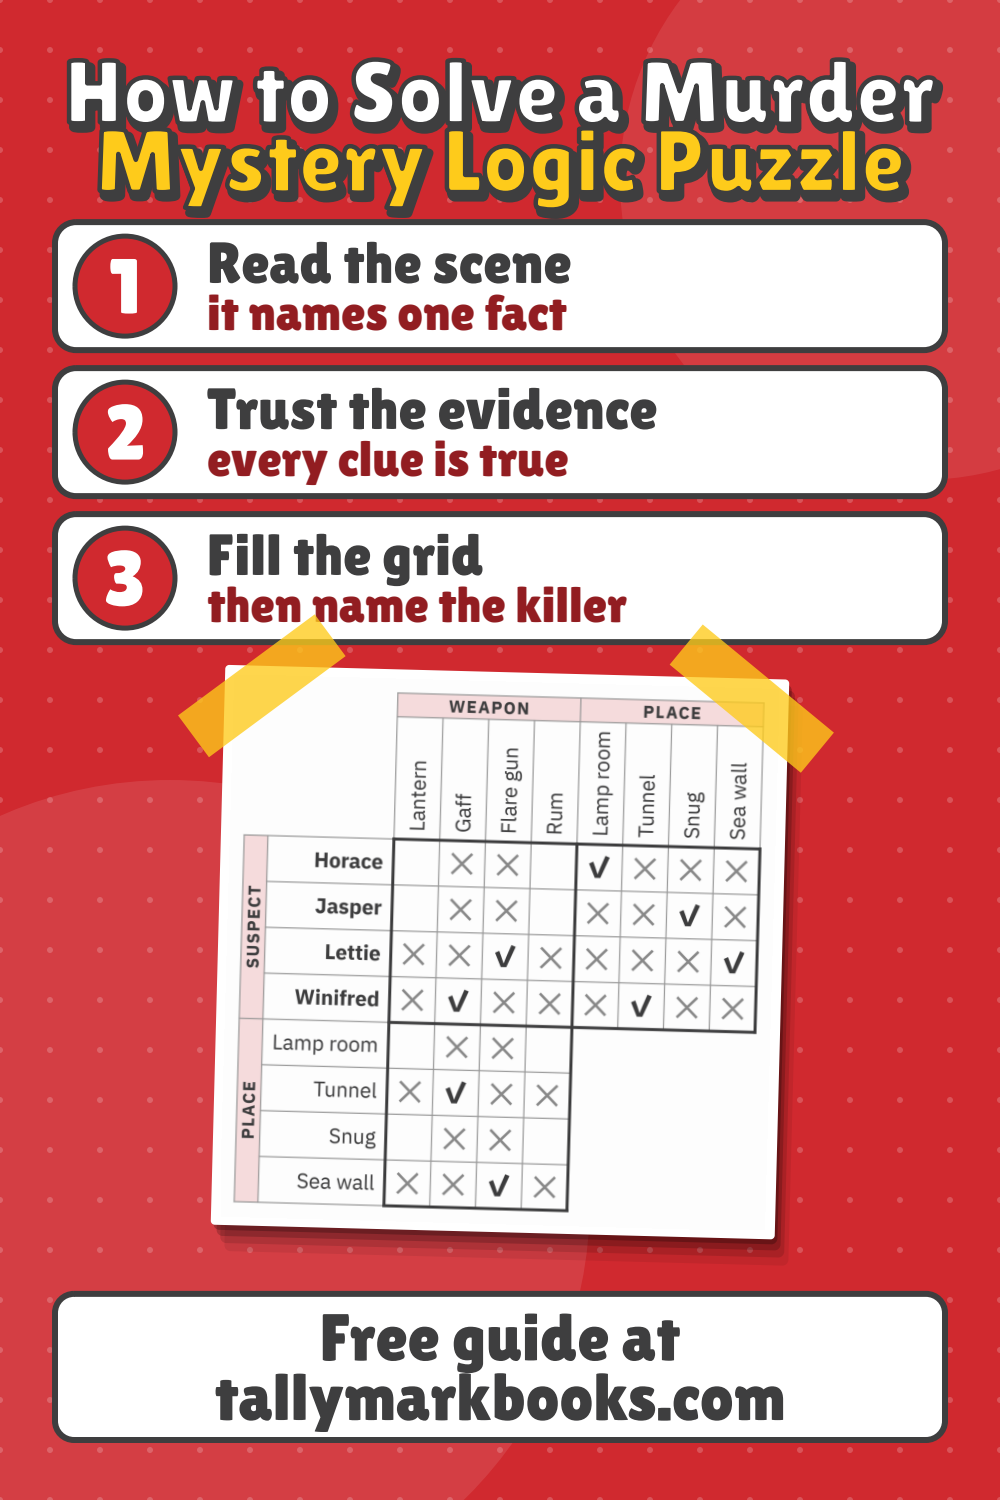 How to Solve a Murder
Mystery Logic Puzzle
1
Read the scene
it names one fact
2
Trust the evidence
every clue is true
3
Fill the grid
then name the killer
WEAPON
PLACE
Lantern
Gaff
Flare gun
Rum
Lamp room
Tunnel
Snug
Sea wall
SUSPECT
Horace
Jasper
Lettie
Winifred
PLACE
Lamp room
Tunnel
Snug
Sea wall
Free guide at
tallymarkbooks.com